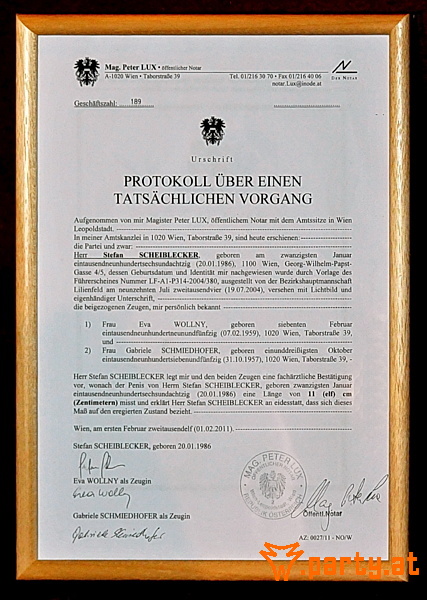 Mag. Peter LUX • öffentlicher Notar
A-1020 Wien • Taborstraße 39
Tel. 01/216 30 70 • Fax 01/216 40 06
notar.Lux@inode.at
DER NOTAR
Geschäftszahl: 189
Urschrift
PROTOKOLL ÜBER EINEN
TATSÄCHLICHEN VORGANG
Aufgenommen von mir Magister Peter LUX, öffentlichem Notar mit dem Amtssitze in Wien
Leopoldstadt.
In meiner Amtskanzlei in 1020 Wien, Taborstraße 39, sind heute erschienen:
die Partei und zwar:
Herr Stefan SCHEIBLECKER, geboren am zwanzigsten Januar
eintausendneunhundertsechsundachtzig (20.01.1986), 1100 Wien, Georg-Wilhelm-Papst-
Gasse 4/5, dessen Geburtsdatum und Identität mir nachgewiesen wurde durch Vorlage des
Führerscheines Nummer LF-A1-P314-2004/380, ausgestellt von der Bezirkshauptmannschaft
Lilienfeld am neunzehnten Juli zweitausendvier (19.07.2004), versehen mit Lichtbild und
eigenhändiger Unterschrift,
die beigezogenen Zeugen, mir persönlich bekannt
1) Frau Eva WOLLNY, geboren siebenten Februar
eintausendneunhundertneunundfünfzig (07.02.1959), 1020 Wien, Taborstraße 39,
und
2) Frau Gabriele SCHMIEDHOFER, geboren einunddreißigsten Oktober
eintausendneunhundertsiebenundfünfzig (31.10.1957), 1020 Wien, Taborstraße 39, -
Herr Stefan SCHEIBLECKER legt mir und den beiden Zeugen eine fachärztliche Bestätigung
vor, wonach der Penis von Herrn Stefan SCHEIBLECKER, geboren zwanzigsten Januar
eintausendneunhundertsechsundachtzig (20.01.1986) eine Länge von 11 (elf) cm
(Zentimetern) misst und erklärt Herr Stefan SCHEIBLECKER an eidesstatt, dass sich dieses
Maß auf den eregierten Zustand bezieht.
Wien, am ersten Februar zweitausendelf (01.02.2011).
Stefan SCHEIBLECKER, geboren 20.01.1986
Eva WOLLNY als Zeugin
Eva Wollny
Gabriele SCHMIEDHOFER als Zeugin
Gabriele Schmiedhofer
MAG. PETER LUX
REPUBLIK ÖSTERREICH
Öffentl.Notar
AZ: 0027/11 - NO/W
party.at